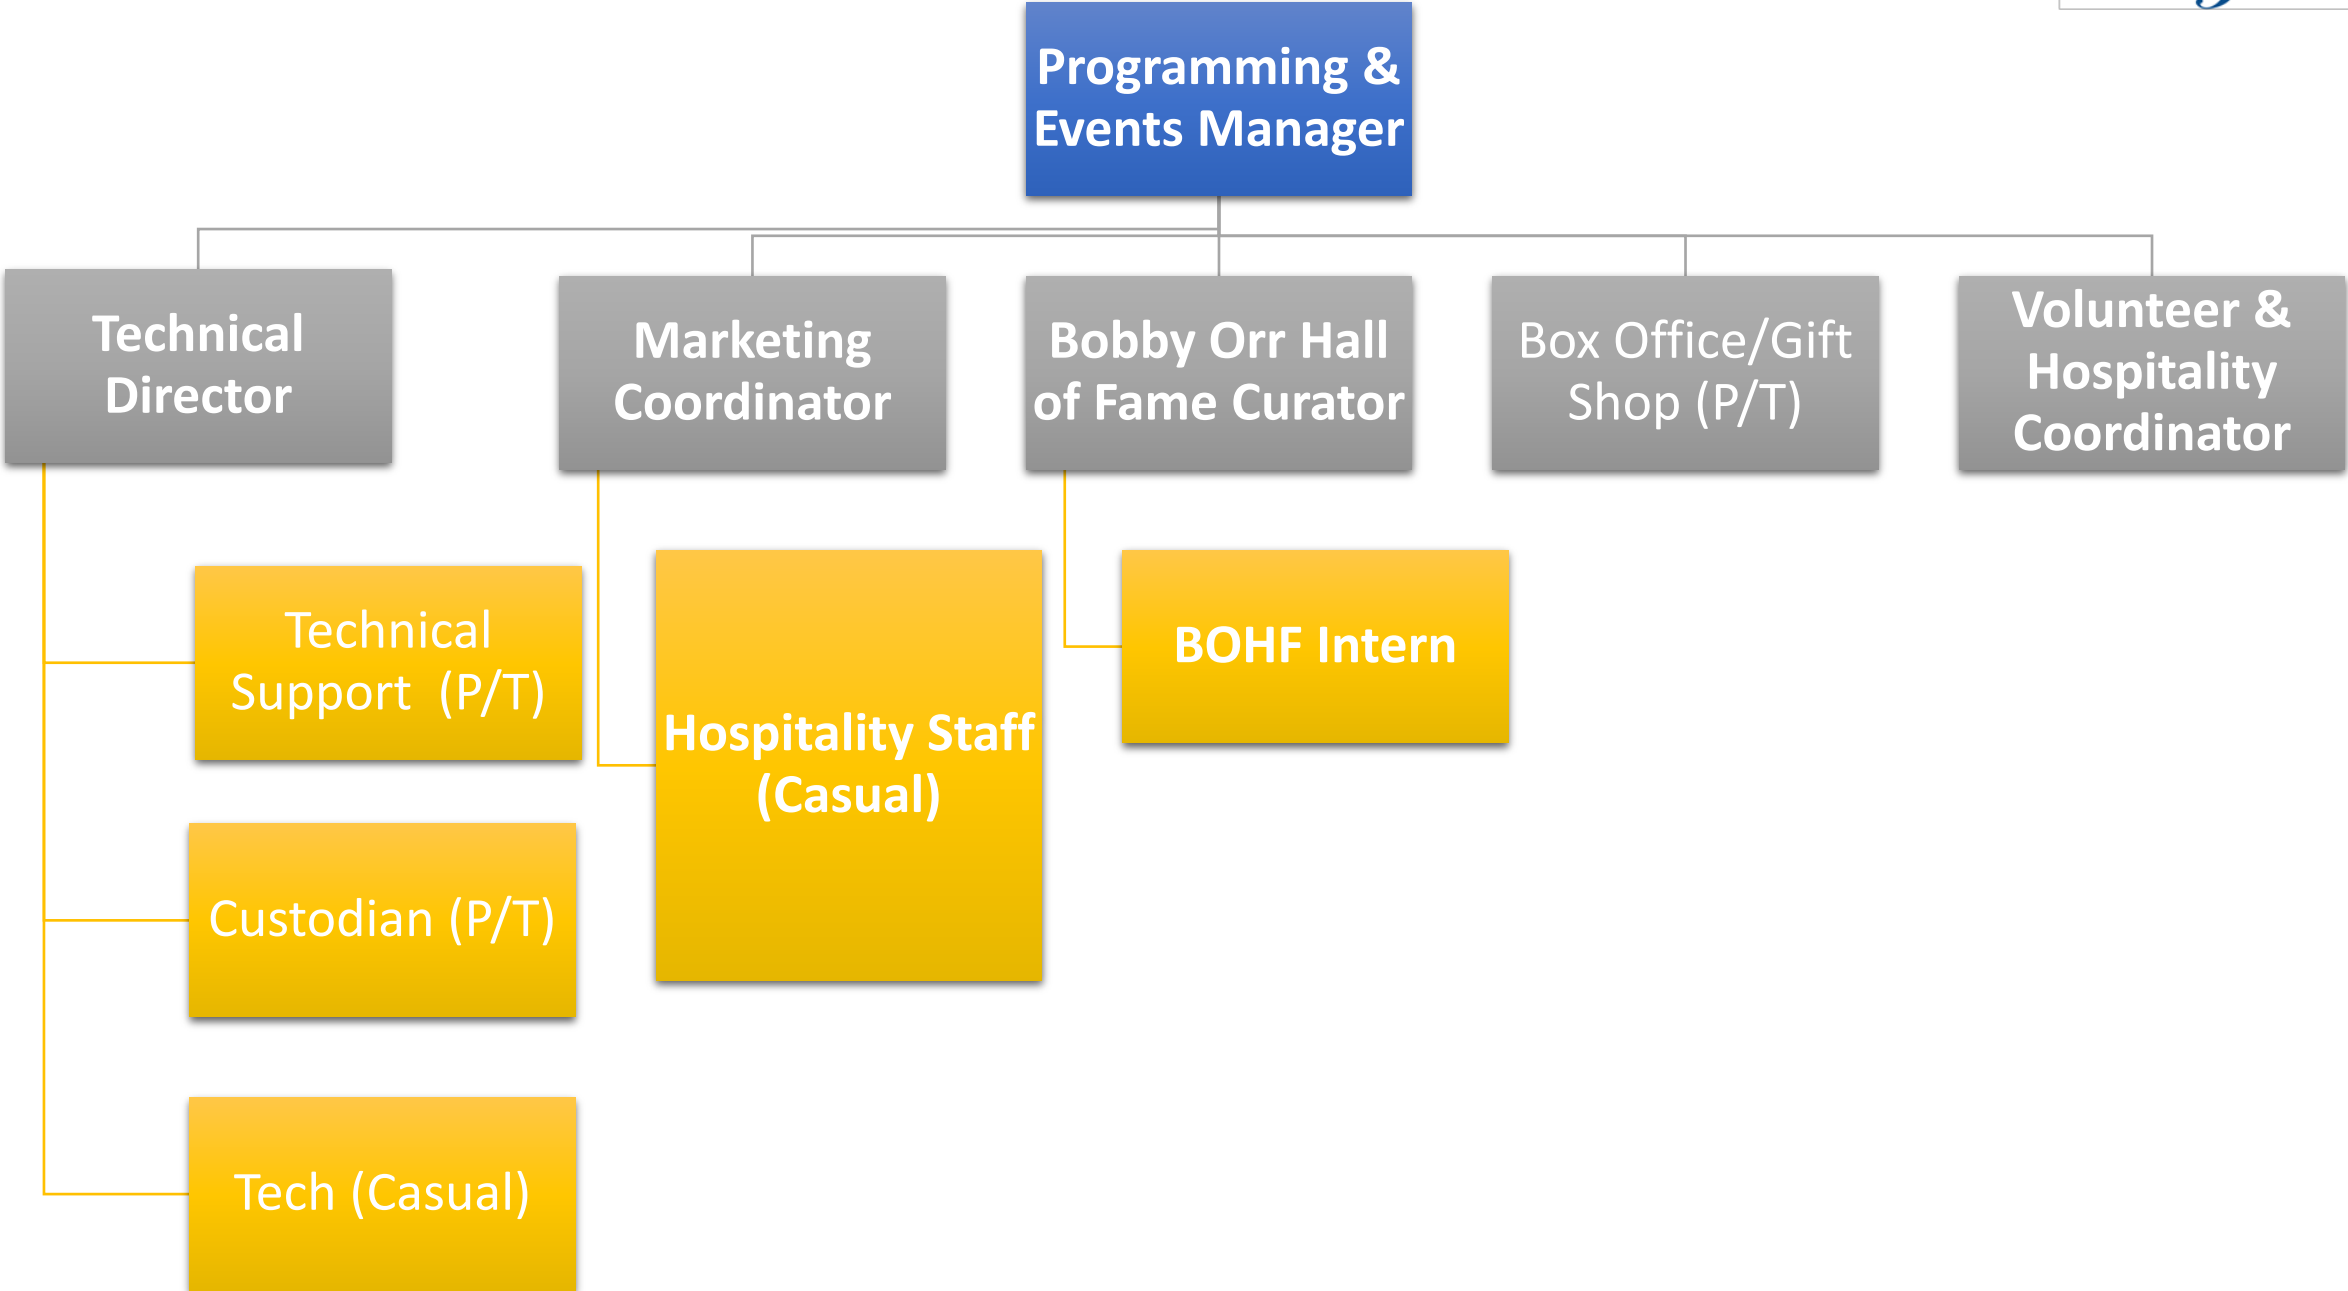 Programming &
Events Manager
Technical
Director
Marketing
Coordinator
Bobby Orr Hall
of Fame Curator
Box Office/Gift
Shop (P/T)
Volunteer &
Hospitality
Coordinator
Technical
Support  (P/T)
Hospitality Staff
(Casual)
BOHF Intern
Custodian (P/T)
Tech (Casual)